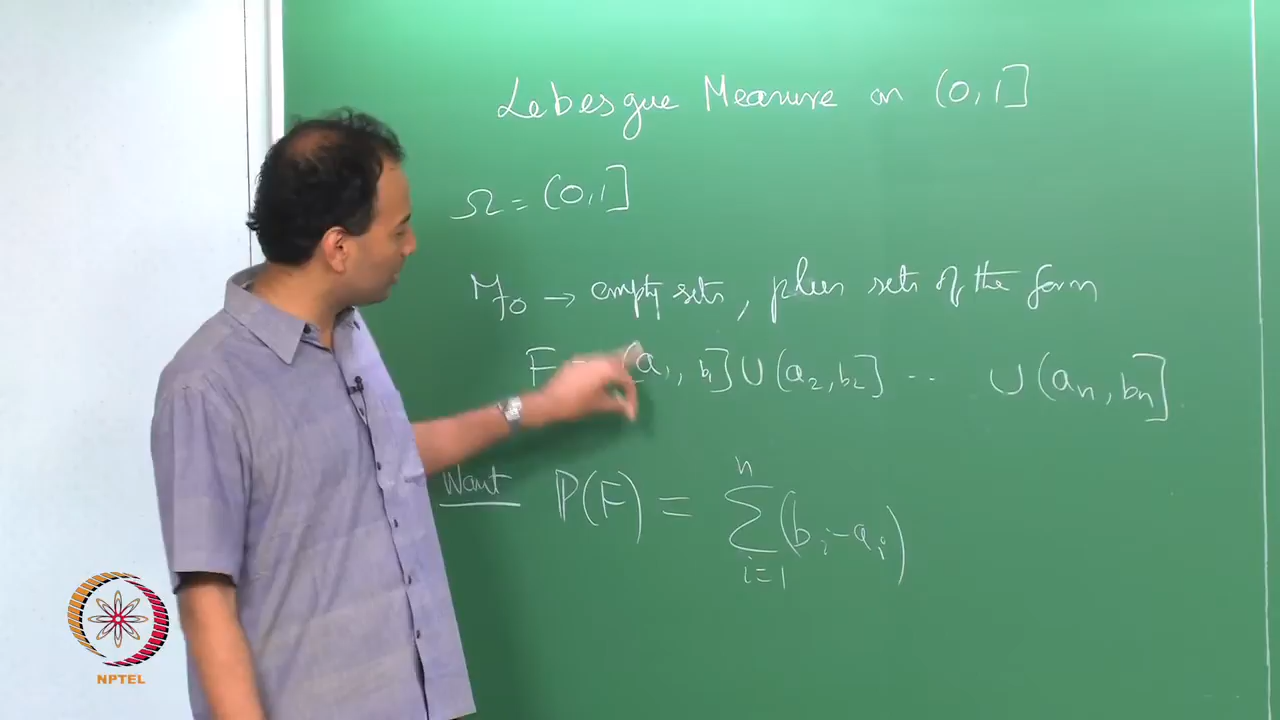 Lebesgue Measure on (0,1]
Ω = (0,1]
ℱ₀ → empty sets, plus sets of the form
F = (a₁, b₁] ∪ (a₂, b₂] .. ∪ (aₙ, bₙ]
Want ℙ(F) = ∑ᵢ₌₁ⁿ (bᵢ - aᵢ)
NPTEL